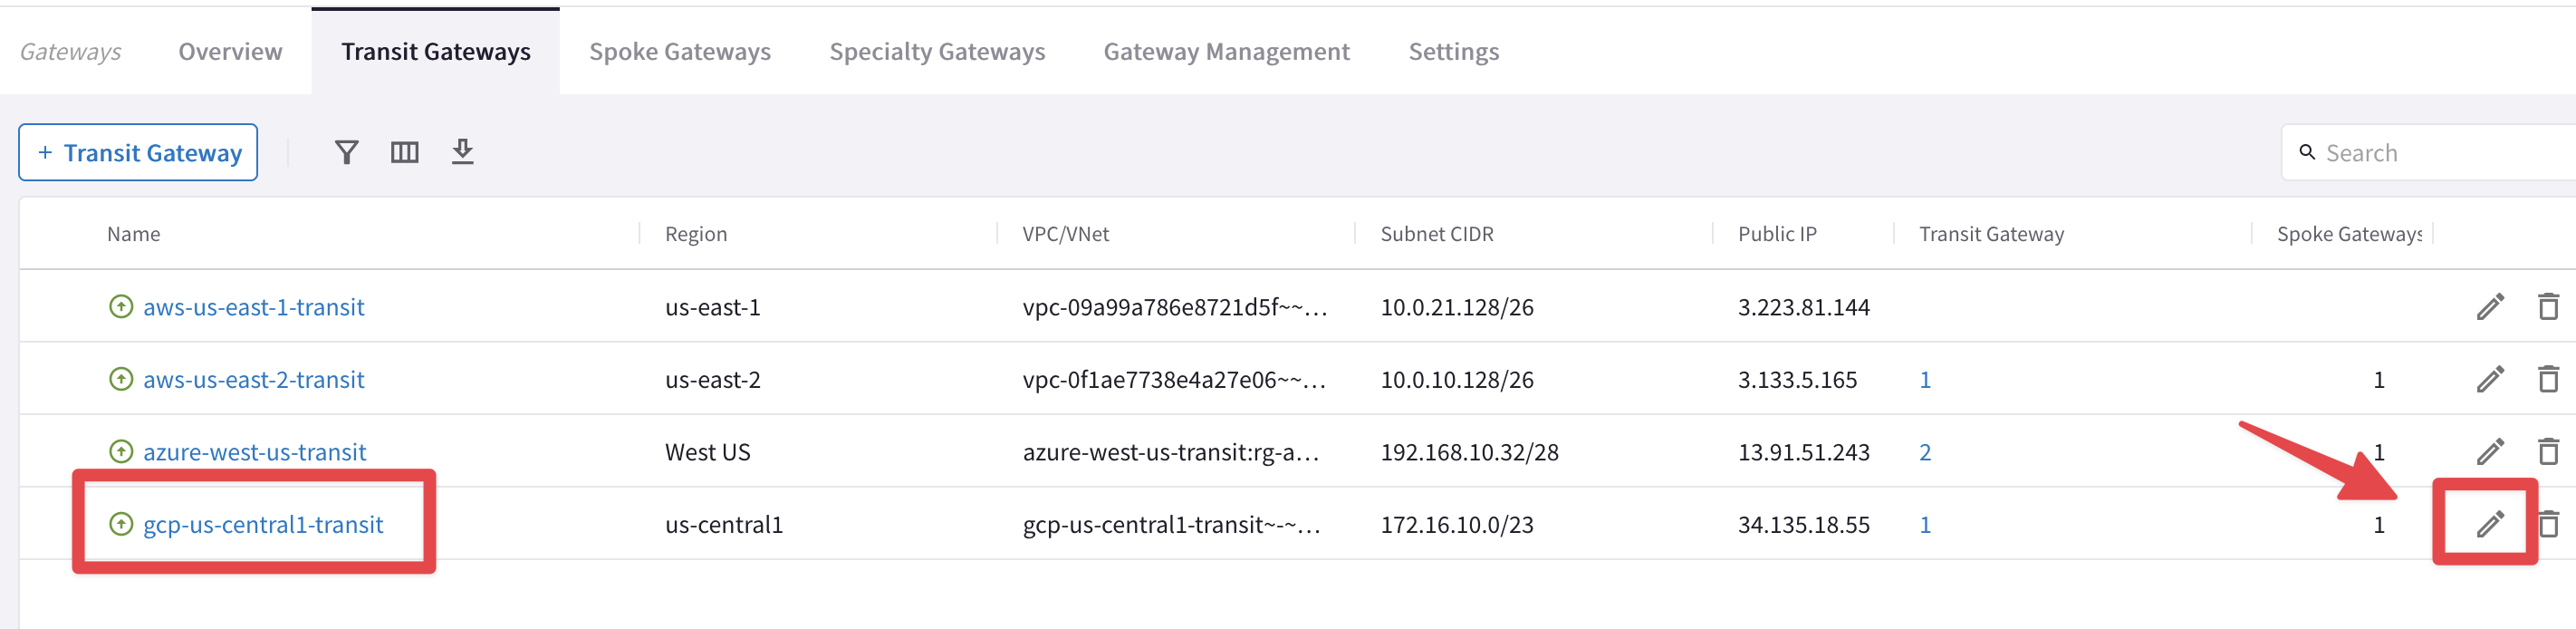 Gateways Overview Transit Gateways Spoke Gateways Specialty Gateways Gateway Management Settings
+ Transit Gateway Search
Name Region VPC/VNet Subnet CIDR Public IP Transit Gateway Spoke Gateways
aws-us-east-1-transit us-east-1 vpc-09a99a786e8721d5f~~... 10.0.21.128/26 3.223.81.144
aws-us-east-2-transit us-east-2 vpc-0f1ae7738e4a27e06~~... 10.0.10.128/26 3.133.5.165 1 1
azure-west-us-transit West US azure-west-us-transit:rg-a... 192.168.10.32/28 13.91.51.243 2 1
gcp-us-central1-transit us-central1 gcp-us-central1-transit~-~... 172.16.10.0/23 34.135.18.55 1 1